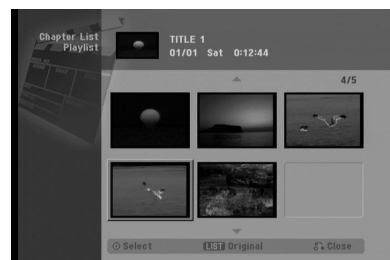 Chapter List
Playlist
TITLE 1
01/01 Sat 0:12:44
4/5
Select
LIST Original
Close